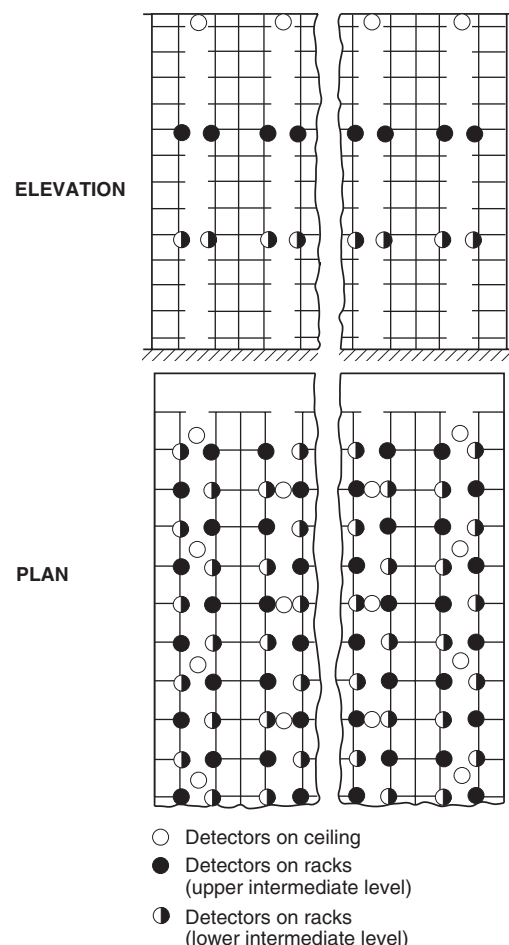 ELEVATION
PLAN
Detectors on ceiling
Detectors on racks
(upper intermediate level)
Detectors on racks
(lower intermediate level)